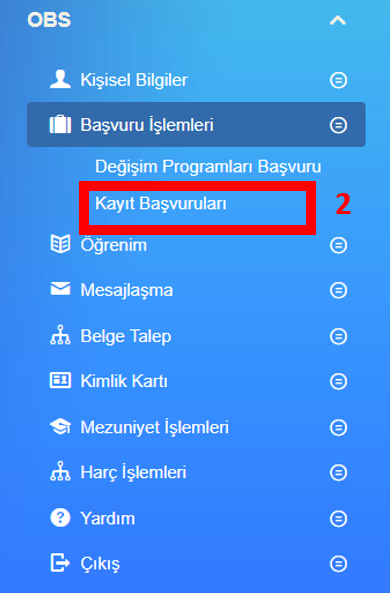 OBS
Kişisel Bilgiler
Başvuru İşlemleri
Değişim Programları Başvuru
Kayıt Başvuruları 2
Öğrenim
Mesajlaşma
Belge Talep
Kimlik Kartı
Mezuniyet İşlemleri
Harç İşlemleri
Yardım
Çıkış